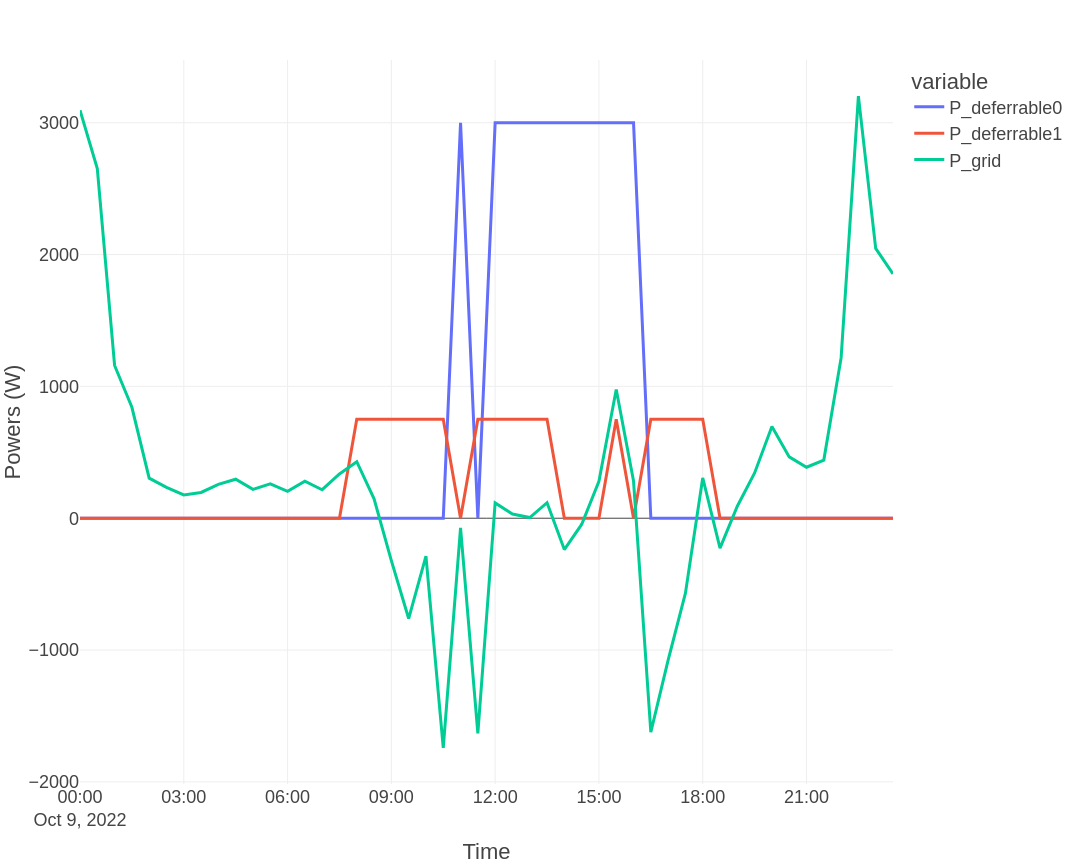 variable
P_deferrable0
P_deferrable1
P_grid
Powers (W)
3000
2000
1000
0
−1000
−2000
00:00 03:00 06:00 09:00 12:00 15:00 18:00 21:00
Oct 9, 2022
Time